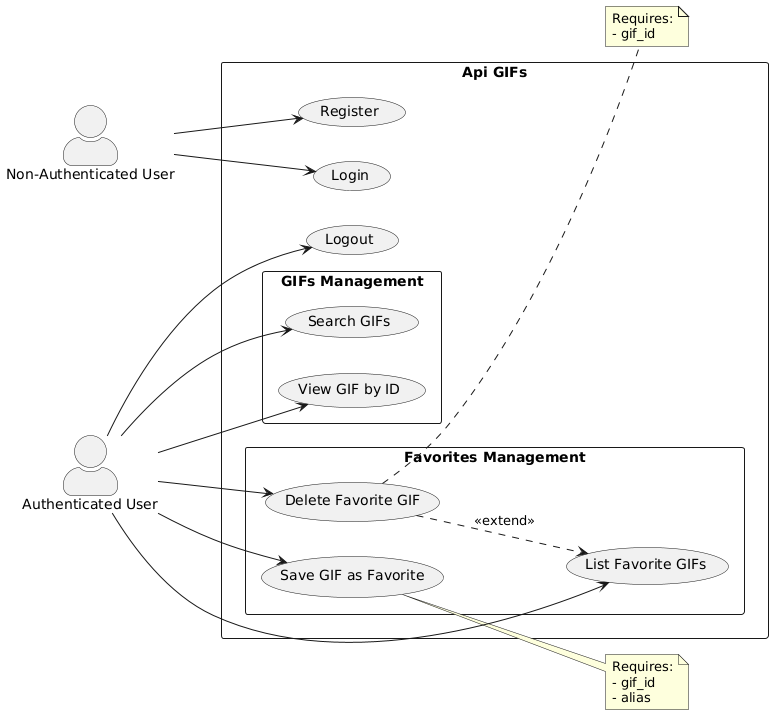 Requires:
- gif_id
Api GIFs
Register
Non-Authenticated User
Login
Logout
GIFs Management
Search GIFs
View GIF by ID
Favorites Management
Authenticated User
Delete Favorite GIF
«extend»
List Favorite GIFs
Save GIF as Favorite
Requires:
- gif_id
- alias